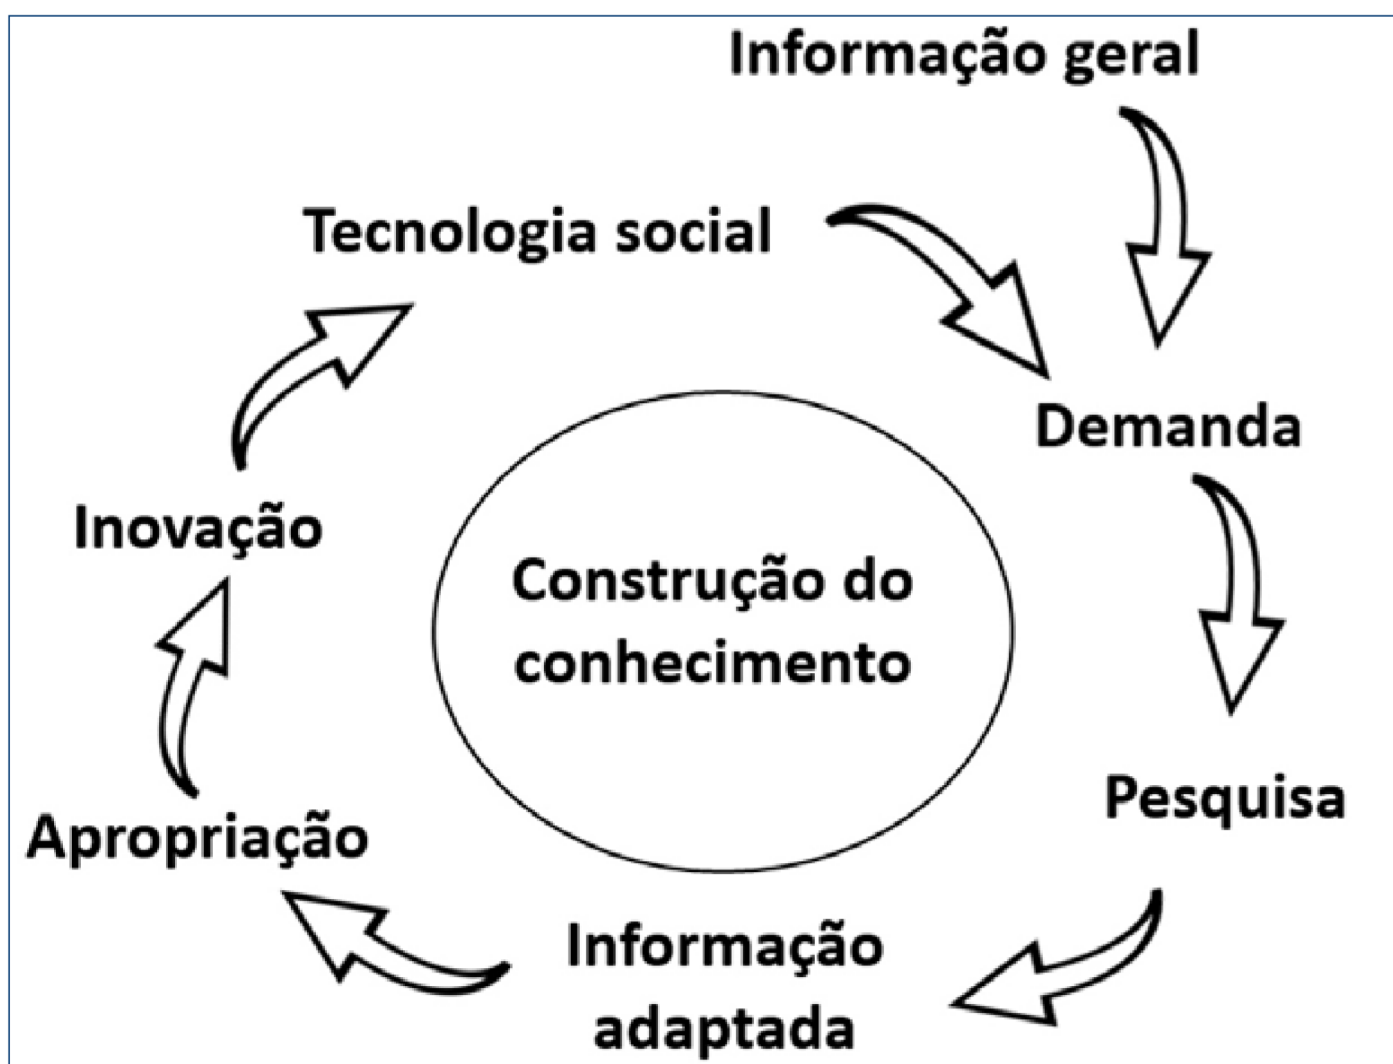 Informação geral
Tecnologia social
Demanda
Inovação
Construção do
conhecimento
Pesquisa
Apropriação
Informação
adaptada